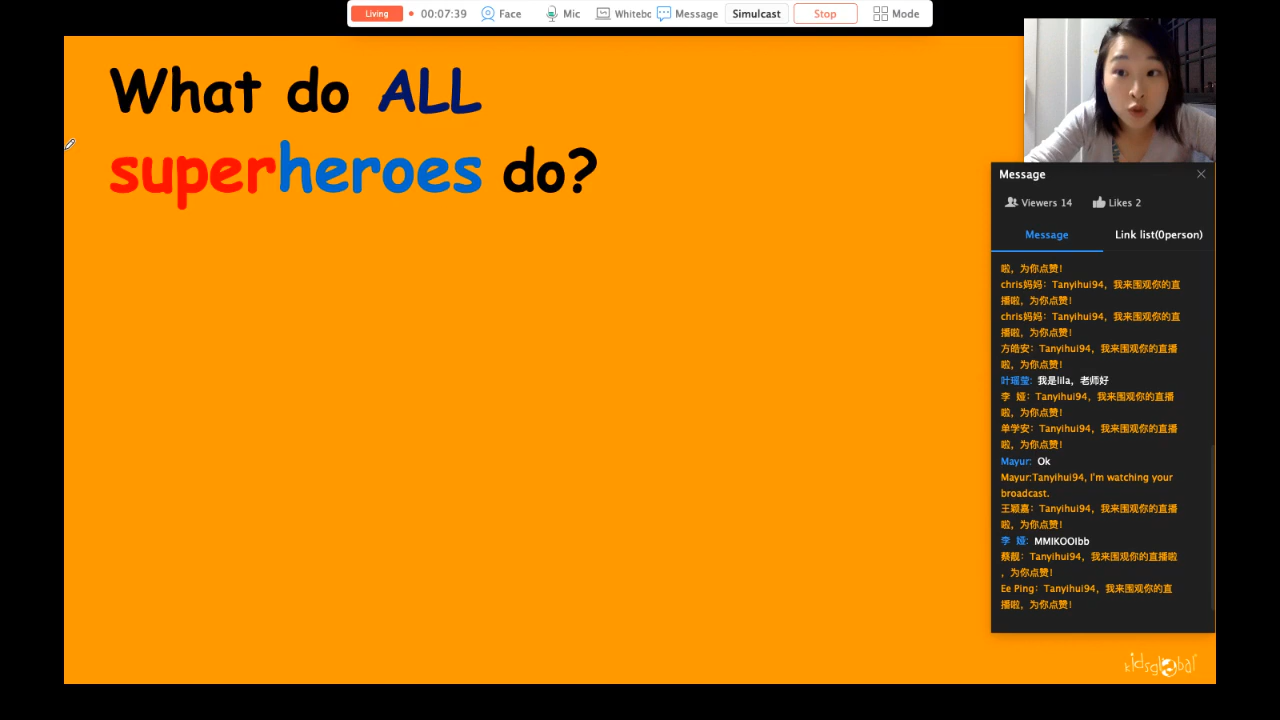 Living
00:07:39
Face
Mic
Whitebc
Message
Simulcast
Stop
Mode
What do ALL
superheroes do?
Message
Viewers 14
Likes 2
Message
Link list(0person)
啦，为你点赞！
chris妈妈：Tanyihui94，我来围观你的直
播啦，为你点赞！
chris妈妈：Tanyihui94，我来围观你的直
播啦，为你点赞！
方皓安：Tanyihui94，我来围观你的直播
啦，为你点赞！
叶瑶莹: 我是lila，老师好
李 娅：Tanyihui94，我来围观你的直播
啦，为你点赞！
单学安：Tanyihui94，我来围观你的直播
啦，为你点赞！
Mayur: Ok
Mayur:Tanyihui94, I'm watching your
broadcast.
王颖嘉：Tanyihui94，我来围观你的直播
啦，为你点赞！
李 娅: MMIKOOIbb
蔡靓：Tanyihui94，我来围观你的直播啦
，为你点赞！
Ee Ping：Tanyihui94，我来围观你的直
播啦，为你点赞！
kidsglobal